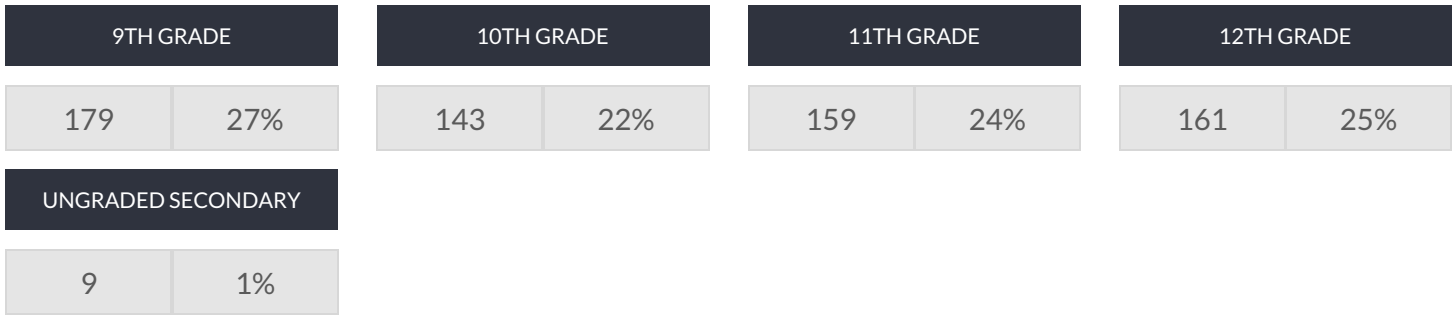 9TH GRADE 10TH GRADE 11TH GRADE 12TH GRADE
179 27% 143 22% 159 24% 161 25%
UNGRADED SECONDARY
9 1%